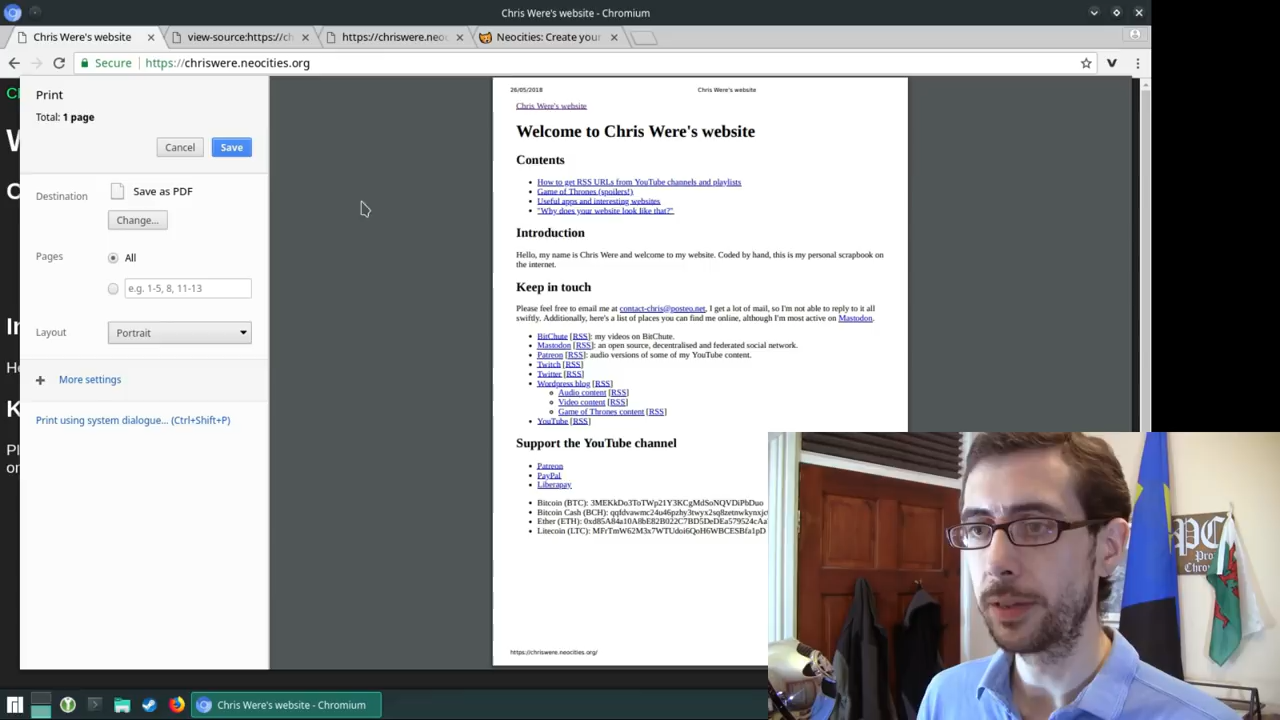 Chris Were's website - Chromium
Chris Were's website
view-source:https://ch
https://chriswere.neoc
Neocities: Create your
Secure
https://chriswere.neocities.org
Print
Total: 1 page
Cancel
Save
Destination
Save as PDF
Change...
Pages
All
e.g. 1-5, 8, 11-13
Layout
Portrait
More settings
Print using system dialogue... (Ctrl+Shift+P)
26/05/2018
Chris Were's website
Chris Were's website
Welcome to Chris Were's website
Contents
How to get RSS URLs from YouTube channels and playlists
Game of Thrones (spoilers!)
Useful apps and interesting websites
"Why does your website look like that?"
Introduction
Hello, my name is Chris Were and welcome to my website. Coded by hand, this is my personal scrapbook on
the internet.
Keep in touch
Please feel free to email me at contact-chris@posteo.net, I get a lot of mail, so I'm not able to reply to it all
swiftly. Additionally, here's a list of places you can find me online, although I'm most active on Mastodon.
BitChute [RSS]: my videos on BitChute.
Mastodon [RSS]: an open source, decentralised and federated social network.
Patreon [RSS]: audio versions of some of my YouTube content.
Twitch [RSS]
Twitter [RSS]
Wordpress blog [RSS]
Audio content [RSS]
Video content [RSS]
Game of Thrones content [RSS]
YouTube [RSS]
Support the YouTube channel
Patreon
PayPal
Liberapay
Bitcoin (BTC):
Bitcoin Cash (BCH):
Ether (ETH):
Litecoin (LTC):
https://chriswere.neocities.org/
PC
Pro
Chro
Chris Were's website - Chromium